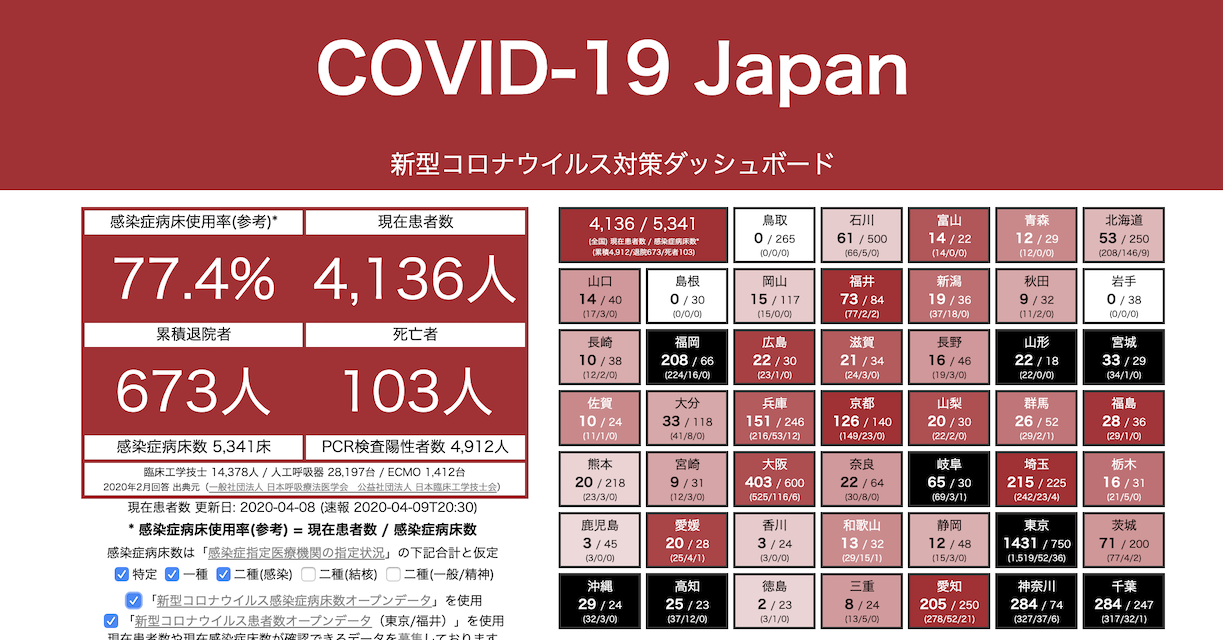 COVID-19 Japan
新型コロナウイルス対策ダッシュボード
感染症病床使用率(参考)*
現在患者数
77.4%
4,136人
累積退院者
死亡者
673人
103人
感染症病床数 5,341床
PCR検査陽性者数 4,912人
臨床工学技士 14,378人 / 人工呼吸器 28,197台 / ECMO 1,412台
2020年2月回答 出典元（一般社団法人 日本呼吸療法医学会　公益社団法人 日本臨床工学技士会）
現在患者数 更新日: 2020-04-08 (速報 2020-04-09T20:30)
* 感染症病床使用率(参考) = 現在患者数 / 感染症病床数
感染症病床数は「感染症指定医療機関の指定状況」の下記合計と仮定
特定 一種 二種(感染) 二種(結核) 二種(一般/精神)
「新型コロナウイルス感染症病床数オープンデータ」を使用
「新型コロナウイルス患者数オープンデータ（東京/福井）」を使用
現在患者数や現在感染症病床数が確認できるデータを募集しております
4,136 / 5,341
(全国) 現在患者数 / 感染症病床数*
(累積4,912/退院673/死者103)
鳥取
0 / 265
(0/0/0)
石川
61 / 500
(66/5/0)
富山
14 / 22
(14/0/0)
青森
12 / 29
(12/0/0)
北海道
53 / 250
(208/146/9)
山口
14 / 40
(17/3/0)
島根
0 / 30
(0/0/0)
岡山
15 / 117
(15/0/0)
福井
73 / 84
(77/2/2)
新潟
19 / 36
(37/18/0)
秋田
9 / 32
(11/2/0)
岩手
0 / 38
(0/0/0)
長崎
10 / 38
(12/2/0)
福岡
208 / 66
(224/16/0)
広島
22 / 30
(23/1/0)
滋賀
21 / 34
(24/3/0)
長野
16 / 46
(19/3/0)
山形
22 / 18
(22/0/0)
宮城
33 / 29
(34/1/0)
佐賀
10 / 24
(11/1/0)
大分
33 / 118
(41/8/0)
兵庫
151 / 246
(216/53/12)
京都
126 / 140
(149/23/0)
山梨
20 / 30
(22/2/0)
群馬
26 / 52
(29/2/1)
福島
28 / 36
(29/1/0)
熊本
20 / 218
(23/3/0)
宮崎
9 / 31
(12/3/0)
大阪
403 / 600
(525/116/6)
奈良
22 / 64
(30/8/0)
岐阜
65 / 30
(69/3/1)
埼玉
215 / 225
(242/23/4)
栃木
16 / 31
(21/5/0)
鹿児島
3 / 45
(3/0/0)
愛媛
20 / 28
(25/4/1)
香川
3 / 24
(3/0/0)
和歌山
13 / 32
(29/15/1)
静岡
12 / 48
(15/3/0)
東京
1431 / 750
(1,519/52/36)
茨城
71 / 200
(77/4/2)
沖縄
29 / 24
(32/3/0)
高知
25 / 23
(37/12/0)
徳島
2 / 23
(3/1/0)
三重
8 / 24
(13/5/0)
愛知
205 / 250
(278/52/21)
神奈川
284 / 74
(327/37/6)
千葉
284 / 247
(317/32/1)